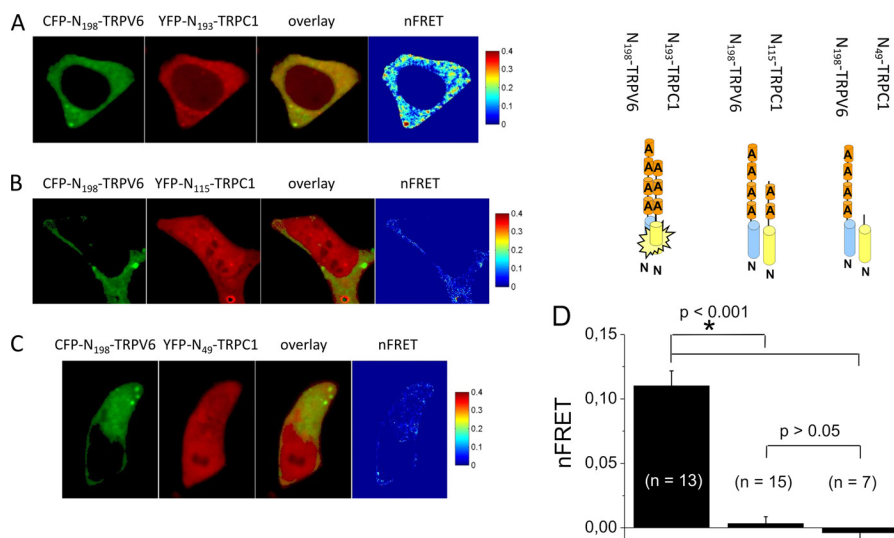 A
CFP-N₁₉₈-TRPV6 YFP-N₁₉₃-TRPC1 overlay nFRET
0.4
0.3
0.2
0.1
0
B
CFP-N₁₉₈-TRPV6 YFP-N₁₁₅-TRPC1 overlay nFRET
0.4
0.3
0.2
0.1
0
C
CFP-N₁₉₈-TRPV6 YFP-N₄₉-TRPC1 overlay nFRET
0.4
0.3
0.2
0.1
0
N₁₉₈-TRPV6
N₁₉₃-TRPC1
N₁₉₈-TRPV6
N₁₁₅-TRPC1
N₁₉₈-TRPV6
N₄₉-TRPC1
A A A
A A A
A A A A A
A A A A A
N N N N N N
D
nFRET
0,15
0,10
0,05
0,00
p < 0.001
*
p > 0.05
(n = 13) (n = 15) (n = 7)